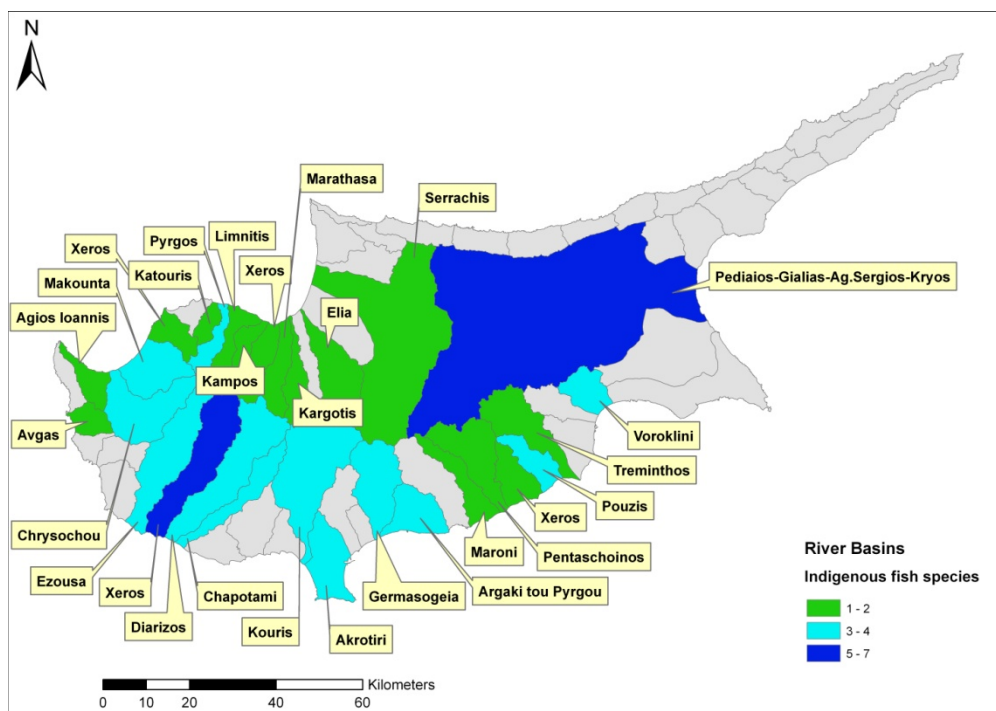 N
Marathasa
Serrachis
Limnitis
Pyrgos
Xeros
Xeros
Katouris
Makounta
Pediaios-Gialias-Ag.Sergios-Kryos
Agios Ioannis
Elia
Kampos
Kargotis
Avgas
Voroklini
Treminthos
Pouzis
Xeros
Chrysochou
Maroni
Pentaschoinos
Ezousa
Xeros
Chapotami
Germasogeia
Argaki tou Pyrgou
Diarizos
Kouris
Akrotiri
River Basins
Indigenous fish species
1 - 2
3 - 4
5 - 7
Kilometers
0 10 20 40 60